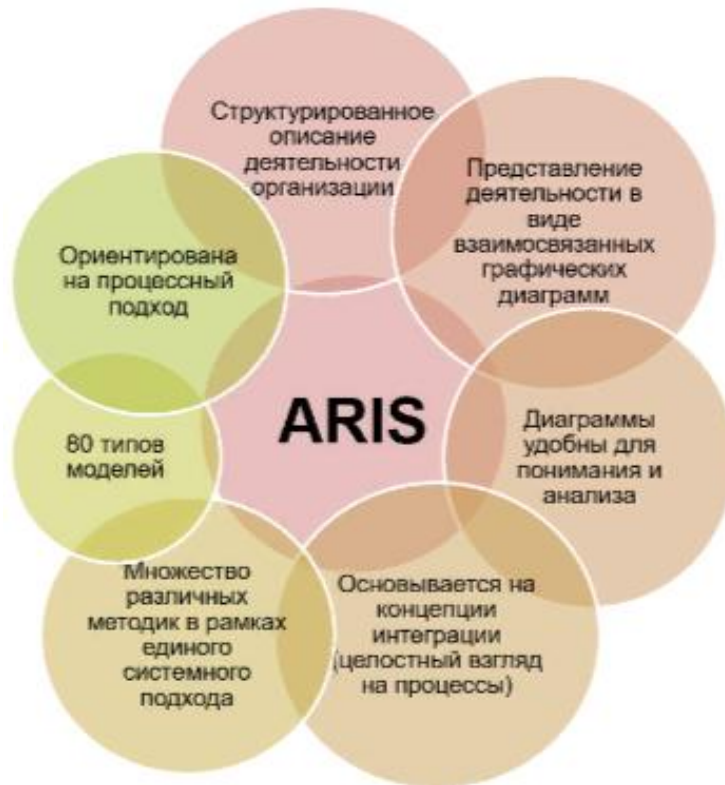 Структурированное
описание
деятельности
организации
Представление
деятельности в
виде
взаимосвязанных
графических
диаграмм
Диаграммы
удобны для
понимания и
анализа
Основывается на
концепции
интеграции
(целостный взгляд
на процессы)
Множество
различных
методик в рамках
единого
системного
подхода
80 типов
моделей
Ориентирована
на процессный
подход
ARIS